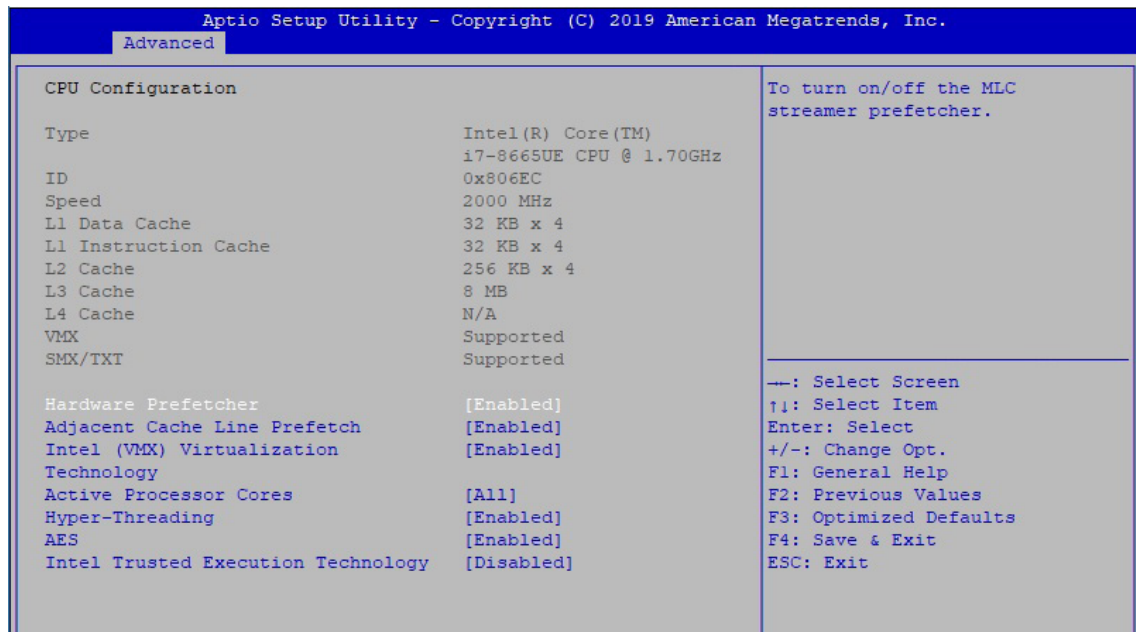 Aptio Setup Utility - Copyright (C) 2019 American Megatrends, Inc.
Advanced
CPU Configuration
Type Intel(R) Core(TM)
i7-8665UE CPU @ 1.70GHz
ID 0x806EC
Speed 2000 MHz
L1 Data Cache 32 KB x 4
L1 Instruction Cache 32 KB x 4
L2 Cache 256 KB x 4
L3 Cache 8 MB
L4 Cache N/A
VMX Supported
SMX/TXT Supported
Hardware Prefetcher [Enabled]
Adjacent Cache Line Prefetch [Enabled]
Intel (VMX) Virtualization [Enabled]
Technology
Active Processor Cores [All]
Hyper-Threading [Enabled]
AES [Enabled]
Intel Trusted Execution Technology [Disabled]
To turn on/off the MLC
streamer prefetcher.
→←: Select Screen
↑↓: Select Item
Enter: Select
+/-: Change Opt.
F1: General Help
F2: Previous Values
F3: Optimized Defaults
F4: Save & Exit
ESC: Exit